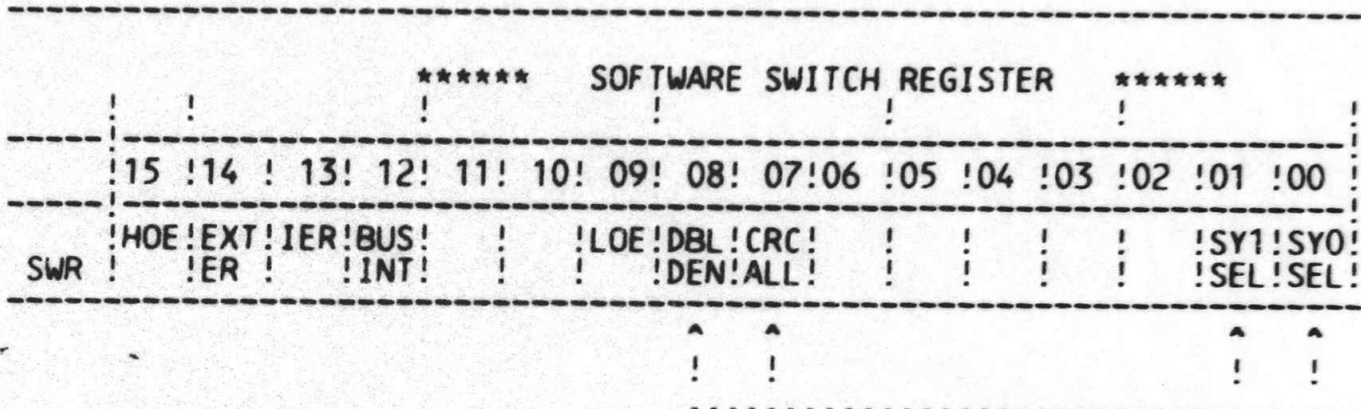 ****** SOFTWARE SWITCH REGISTER ******
!15 !14 ! 13! 12! 11! 10! 09! 08! 07!06 !05 !04 !03 !02 !01 !00 !
!HOE!EXT!IER!BUS! ! !LOE!DBL!CRC! ! ! ! ! !SY1!SY0!
SWR ! !ER ! !INT! ! ! !DEN!ALL! ! ! ! ! !SEL!SEL!
^ ^ ^ ^
! ! ! !